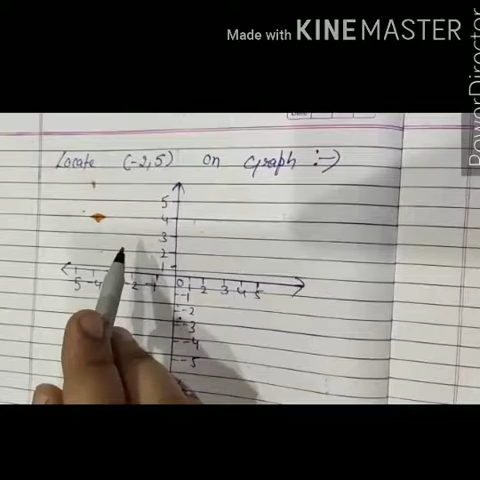 Made with KINEMASTER
PowerDirector
Locate (-2,5) on Graph :-)
5
4
3
2
1
5 -4 -2 -1 0 1 2 3 4 5
-1
-2
-3
-4
-5